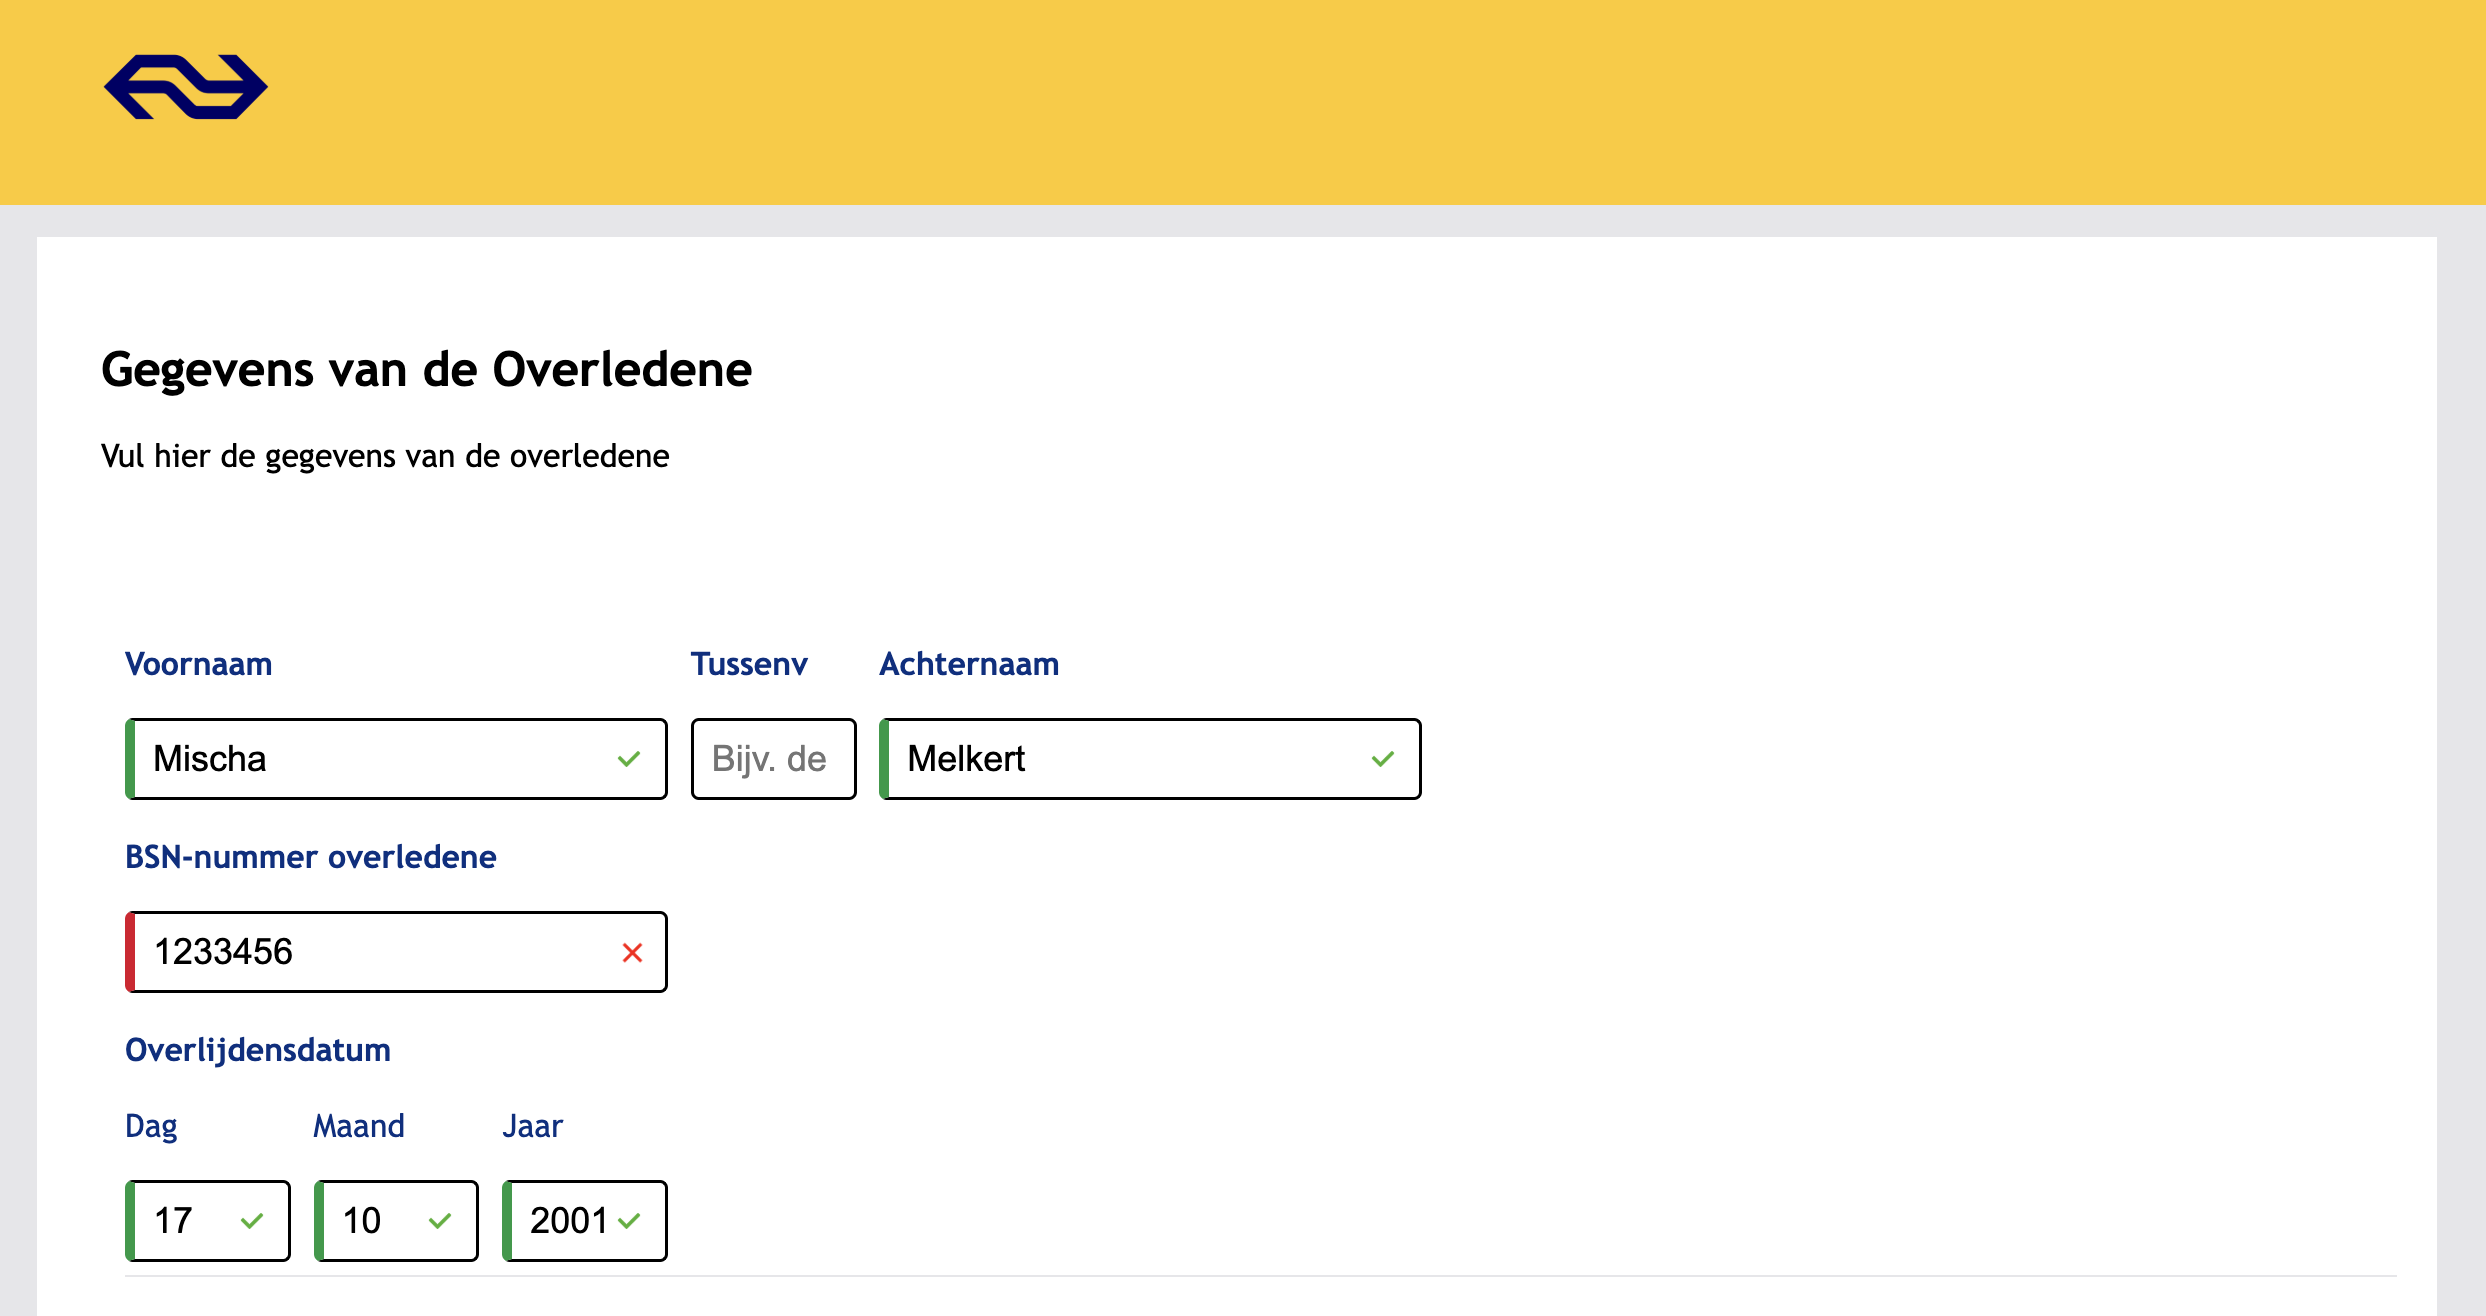 Gegevens van de Overledene
Vul hier de gegevens van de overledene
Voornaam Tussenv Achternaam
Mischa Bijv. de Melkert
BSN-nummer overledene
1233456
Overlijdensdatum
Dag Maand Jaar
17 10 2001